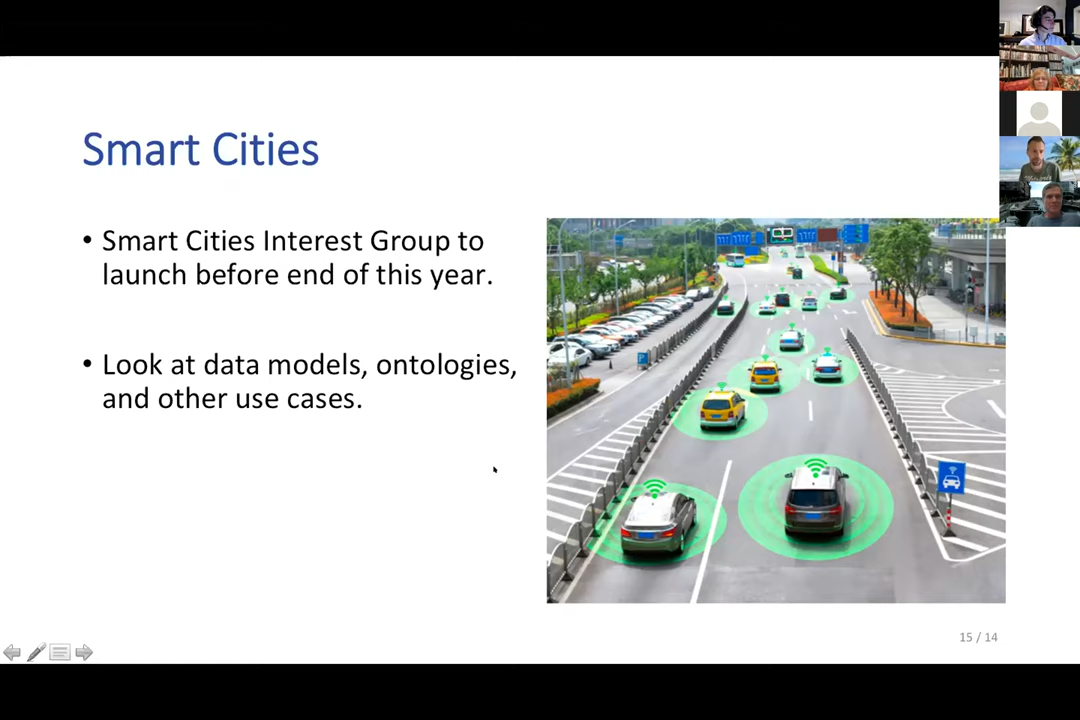 Smart Cities
• Smart Cities Interest Group to
launch before end of this year.
• Look at data models, ontologies,
and other use cases.
15 / 14